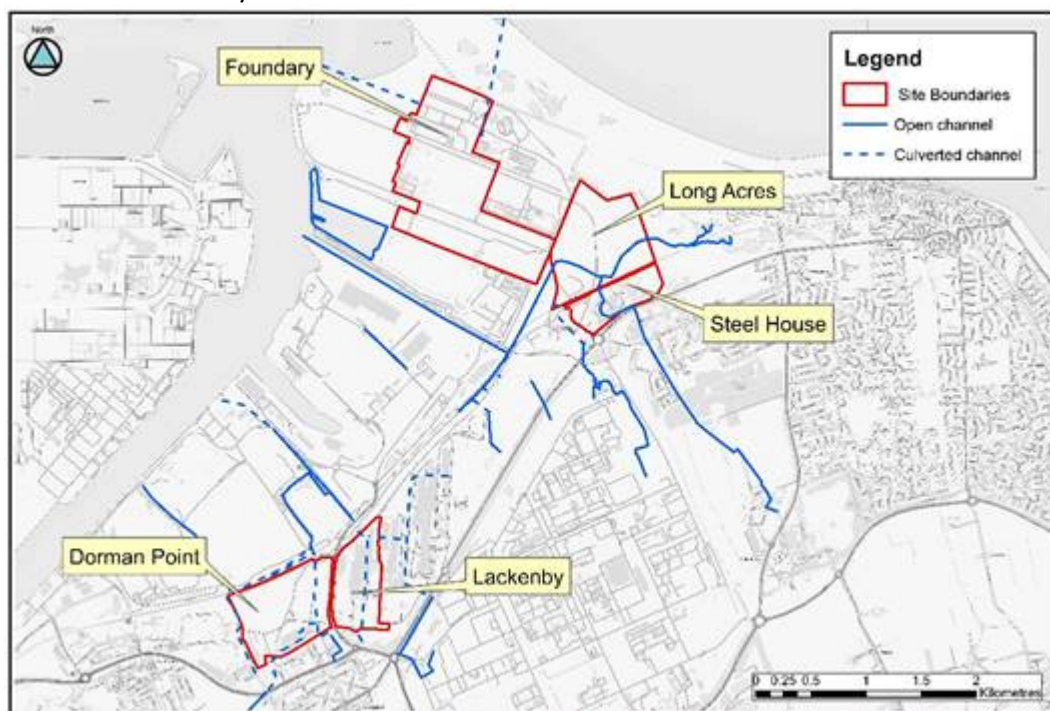 North
Foundary
Legend
Site Boundaries
Open channel
Culverted channel
Long Acres
Steel House
Dorman Point
Lackenby
0 0.25 0.5 1 1.5 2
Kilometres